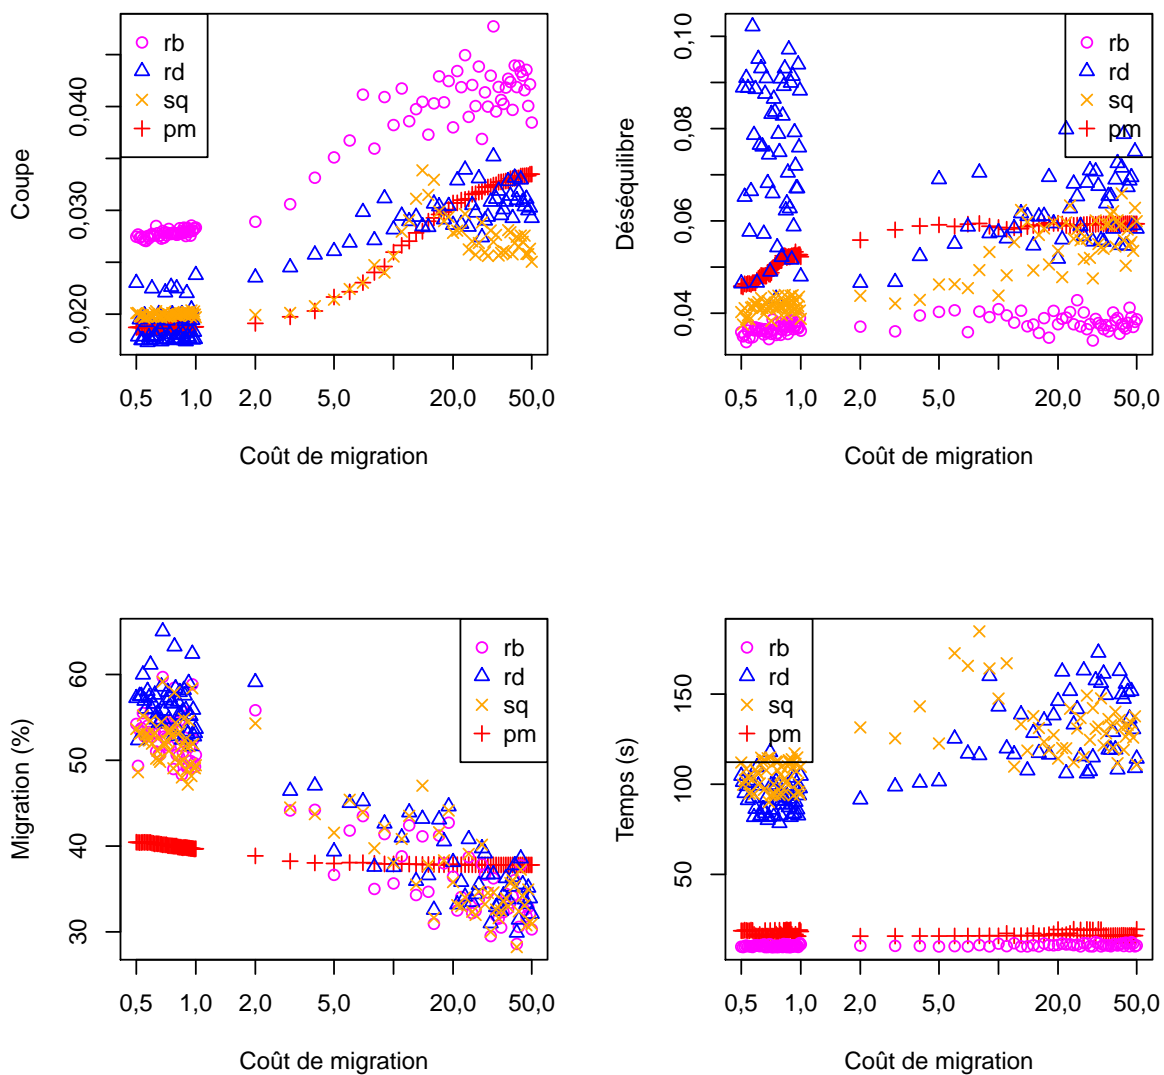 Coupe
0,020 0,030 0,040
rb
rd
sq
pm
0,5 1,0 2,0 5,0 20,0 50,0
Coût de migration
Déséquilibre
0,04 0,06 0,08 0,10
rb
rd
sq
pm
0,5 1,0 2,0 5,0 20,0 50,0
Coût de migration
Migration (%)
30 40 50 60
rb
rd
sq
pm
0,5 1,0 2,0 5,0 20,0 50,0
Coût de migration
Temps (s)
50 100 150
rb
rd
sq
pm
0,5 1,0 2,0 5,0 20,0 50,0
Coût de migration